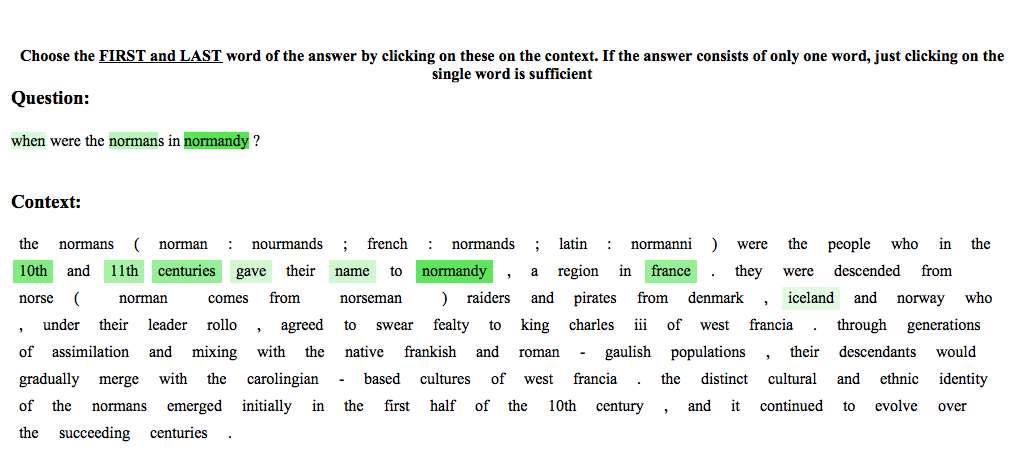 Choose the FIRST and LAST word of the answer by clicking on these on the context. If the answer consists of only one word, just clicking on the
single word is sufficient
Question:
when were the normans in normandy ?
Context:
the normans ( norman : nourmands ; french : normands ; latin : normanni ) were the people who in the
10th and 11th centuries gave their name to normandy , a region in france . they were descended from
norse ( norman comes from norseman ) raiders and pirates from denmark , iceland and norway who
, under their leader rollo , agreed to swear fealty to king charles iii of west francia . through generations
of assimilation and mixing with the native frankish and roman - gaulish populations , their descendants would
gradually merge with the carolingian - based cultures of west francia . the distinct cultural and ethnic identity
of the normans emerged initially in the first half of the 10th century , and it continued to evolve over
the succeeding centuries .